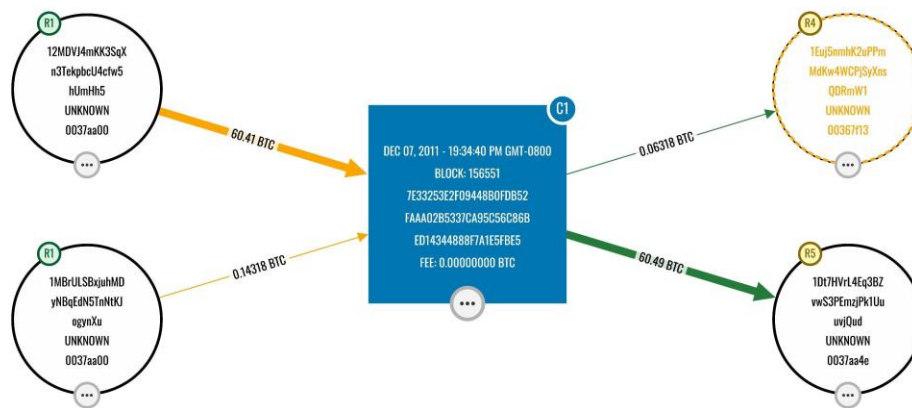 R1
12MDVJ4mKK3SqX
n3TekpbcU4cfw5
hUmHh5
UNKNOWN
0037aa00
60.41 BTC
R1
1MBrULSBxjuhMD
yNBqEdN5TnNtKJ
ogynXu
UNKNOWN
0037aa00
0.14318 BTC
C1
DEC 07, 2011 - 19:34:40 PM GMT-0800
BLOCK: 156551
7E33253E2F09448B0FDB52
FAAA02B5337CA95C56C86B
ED14344888F7A1E5FBE5
FEE: 0.00000000 BTC
0.06318 BTC
R4
1Euj5nmhK2uPPm
MdKw4WCPjSyXns
QDRmW1
UNKNOWN
00367f13
60.49 BTC
R5
1Dt7HVrL4Eq3BZ
vwS3PEmzjPk1Uu
uvjQud
UNKNOWN
0037aa4e